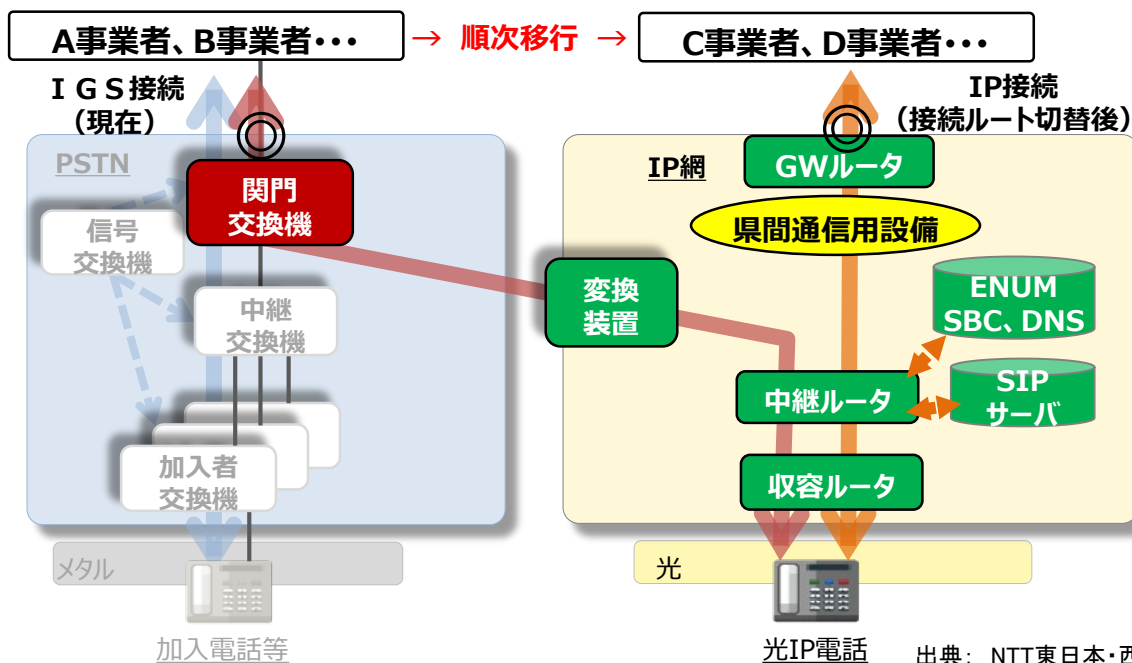 A事業者、B事業者・・・
→ 順次移行 →
C事業者、D事業者・・・
ＩＧＳ接続
（現在）
IP接続
（接続ルート切替後）
PSTN
関門
交換機
信号
交換機
中継
交換機
加入者
交換機
メタル
加入電話等
IP網
GWルータ
県間通信用設備
変換
装置
ENUM
SBC、DNS
中継ルータ
SIP
サーバ
収容ルータ
光
光IP電話
出典： NTT東日本・西